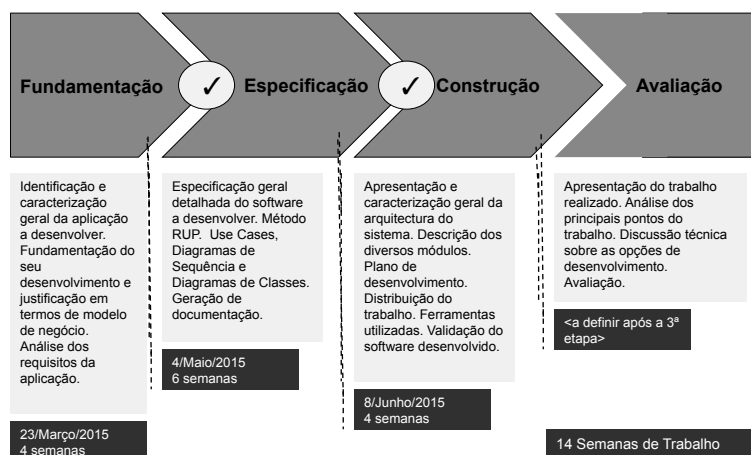 Fundamentação
✓
Especificação
✓
Construção
Avaliação
Identificação e
caracterização
geral da aplicação
a desenvolver.
Fundamentação do
seu
desenvolvimento e
justificação em
termos de modelo
de negócio.
Análise dos
requisitos da
aplicação.
23/Março/2015
4 semanas
Especificação geral
detalhada do software
a desenvolver. Método
RUP. Use Cases,
Diagramas de
Sequência e
Diagramas de Classes.
Geração de
documentação.
4/Maio/2015
6 semanas
Apresentação e
caracterização geral da
arquitectura do
sistema. Descrição dos
diversos módulos.
Plano de
desenvolvimento.
Distribuição do
trabalho. Ferramentas
utilizadas. Validação do
software desenvolvido.
8/Junho/2015
4 semanas
Apresentação do trabalho
realizado. Análise dos
principais pontos do
trabalho. Discussão técnica
sobre as opções de
desenvolvimento.
Avaliação.
<a definir após a 3ª
etapa>
14 Semanas de Trabalho